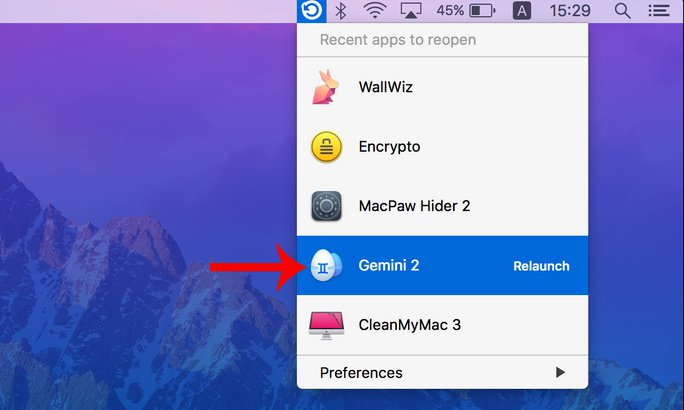 45% A 15:29
Recent apps to reopen
WallWiz
Encrypto
MacPaw Hider 2
Gemini 2 Relaunch
CleanMyMac 3
Preferences